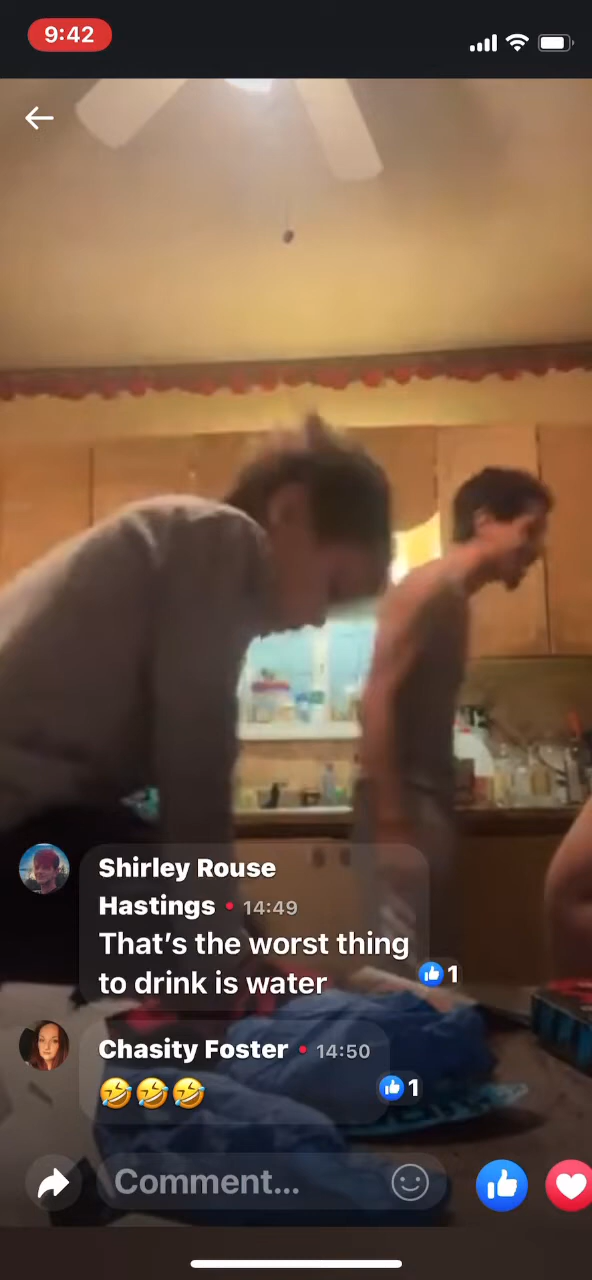 9:42
Shirley Rouse
Hastings • 14:49
That’s the worst thing
to drink is water
1
Chasity Foster • 14:50
🤣🤣🤣
1
Comment...